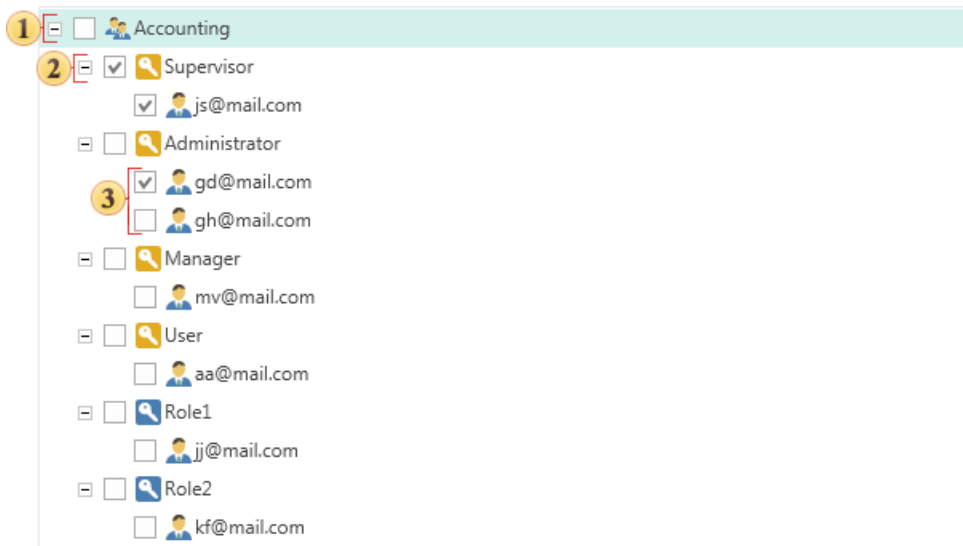 1 Accounting
2 Supervisor
js@mail.com
Administrator
gd@mail.com
3
gh@mail.com
Manager
mv@mail.com
User
aa@mail.com
Role1
jj@mail.com
Role2
kf@mail.com